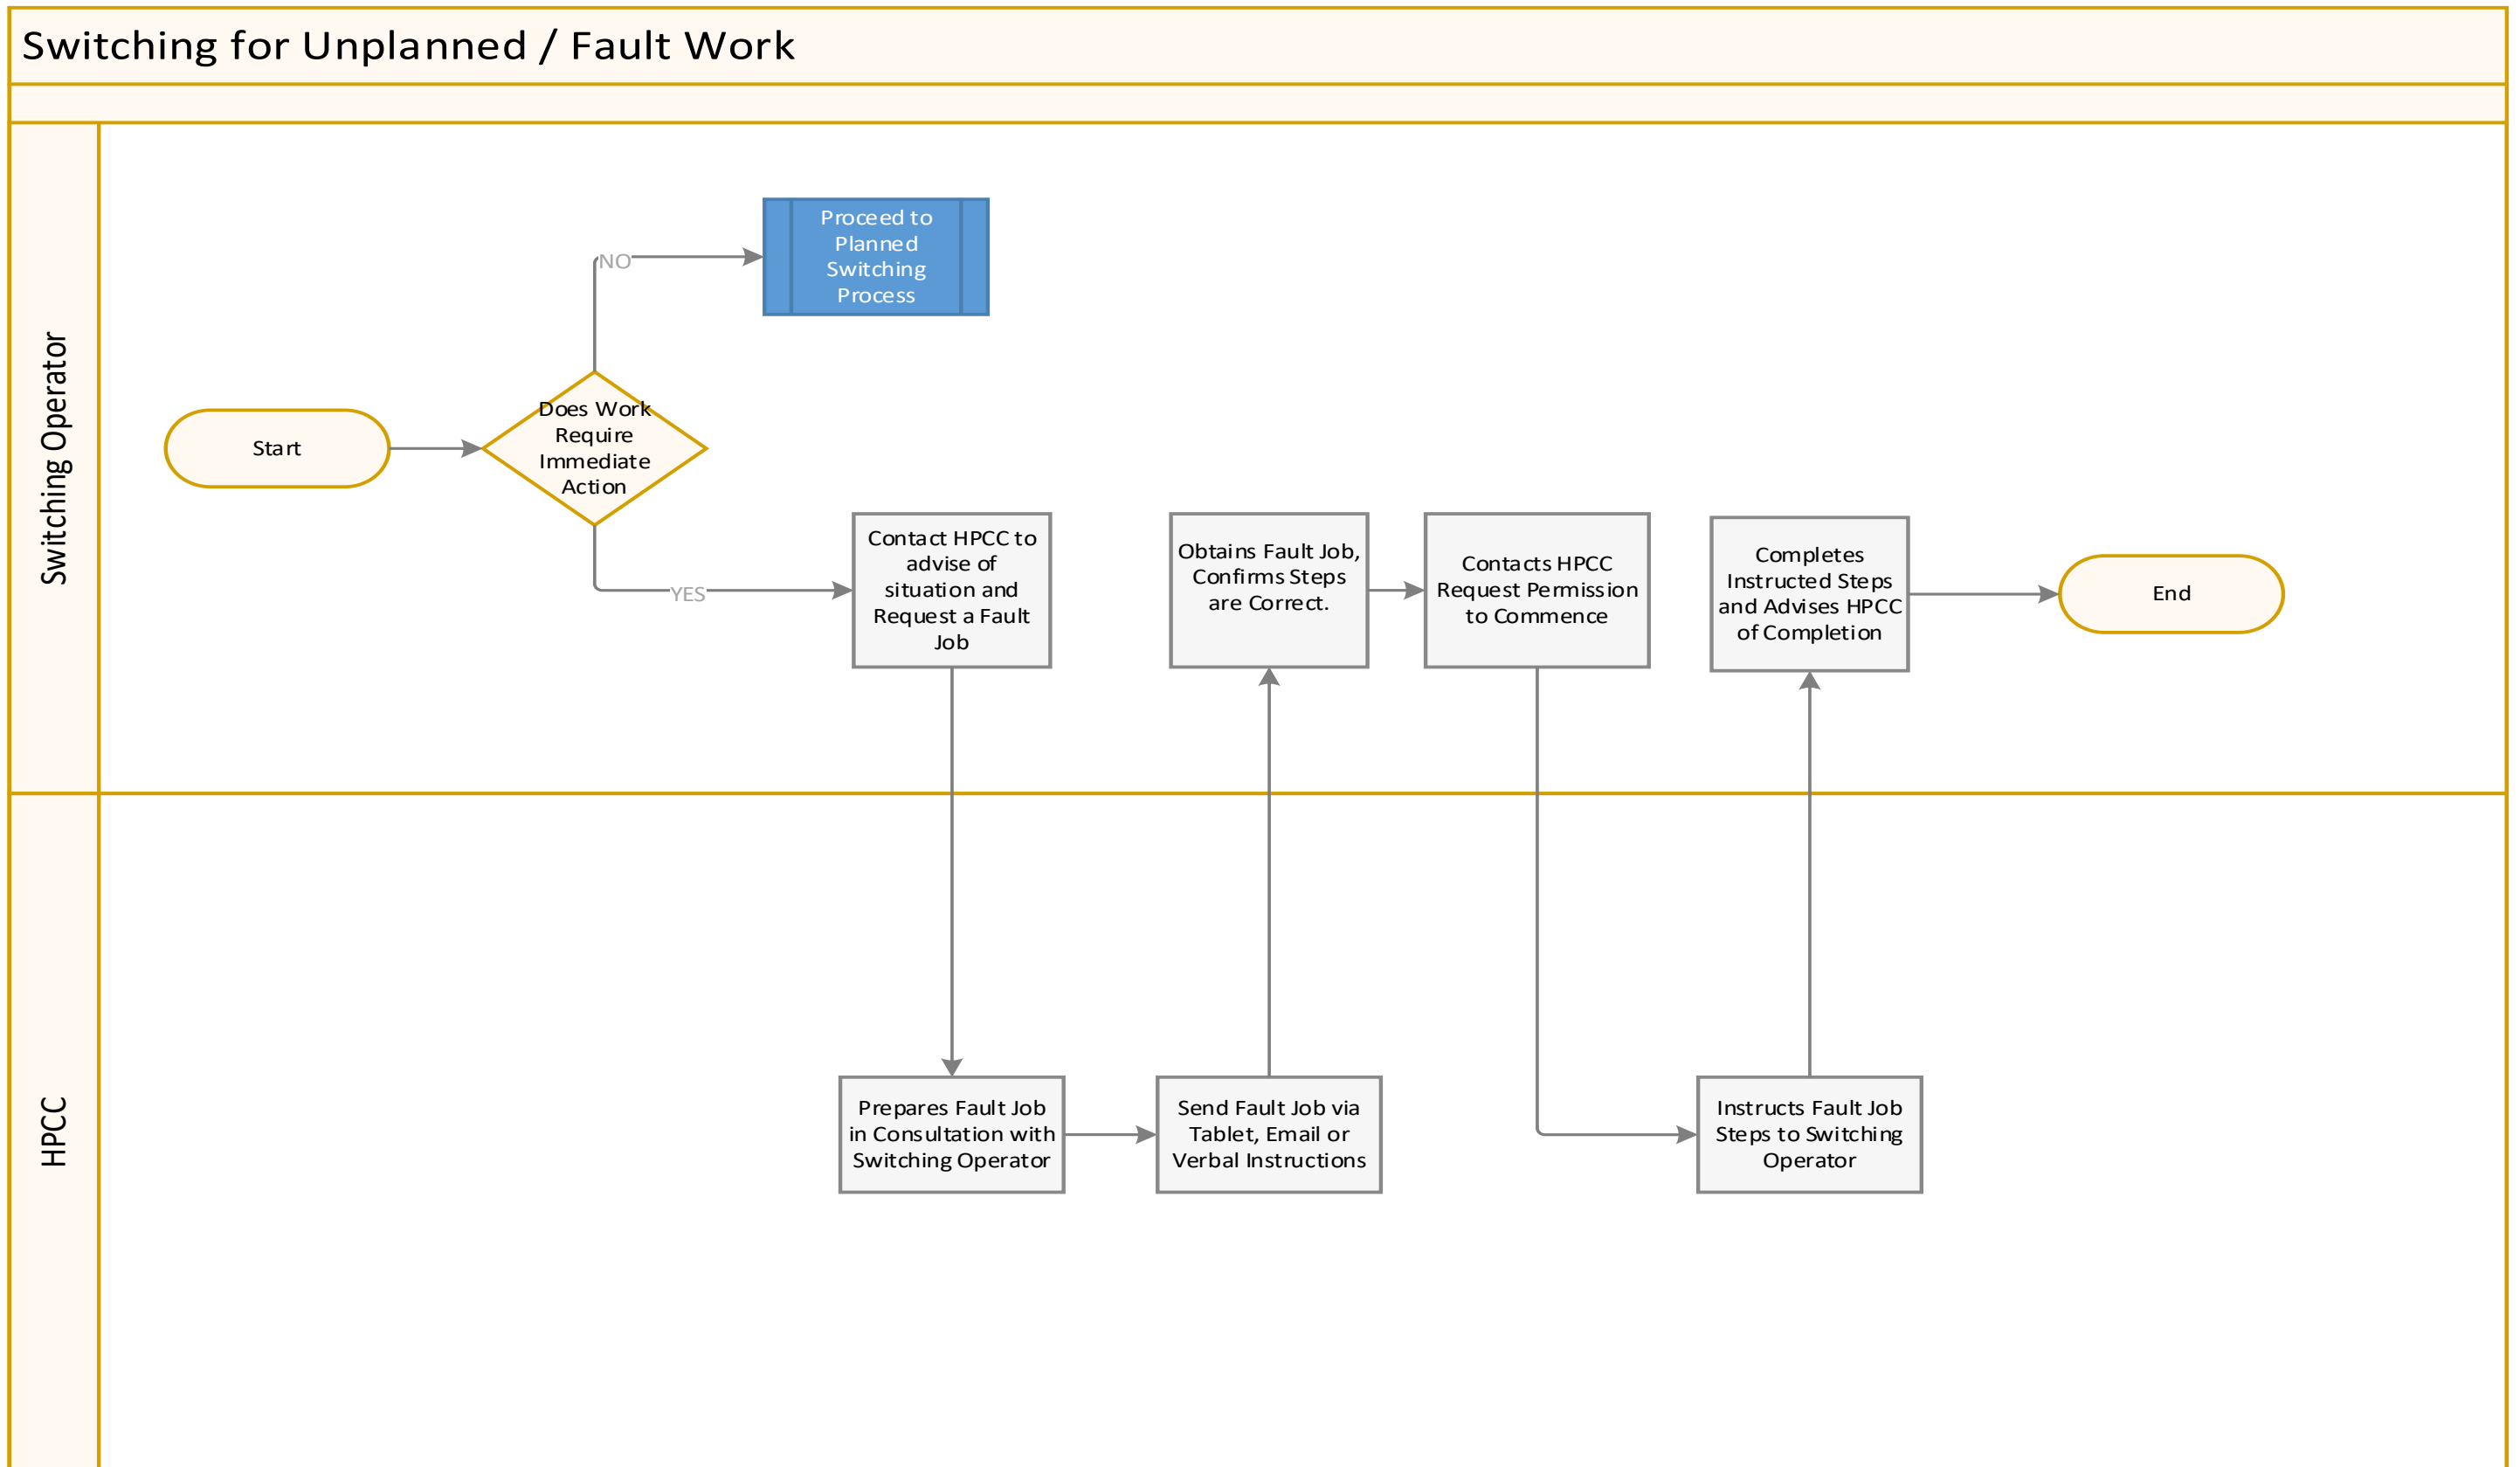 Switching for Unplanned / Fault Work
Switching Operator
Proceed to
Planned
Switching
Process
NO
Start
Does Work
Require
Immediate
Action
YES
Contact HPCC to
advise of
situation and
Request a Fault
Job
Obtains Fault Job,
Confirms Steps
are Correct.
Contacts HPCC
Request Permission
to Commence
Completes
Instructed Steps
and Advises HPCC
of Completion
End
HPCC
Prepares Fault Job
in Consultation with
Switching Operator
Send Fault Job via
Tablet, Email or
Verbal Instructions
Instructs Fault Job
Steps to Switching
Operator